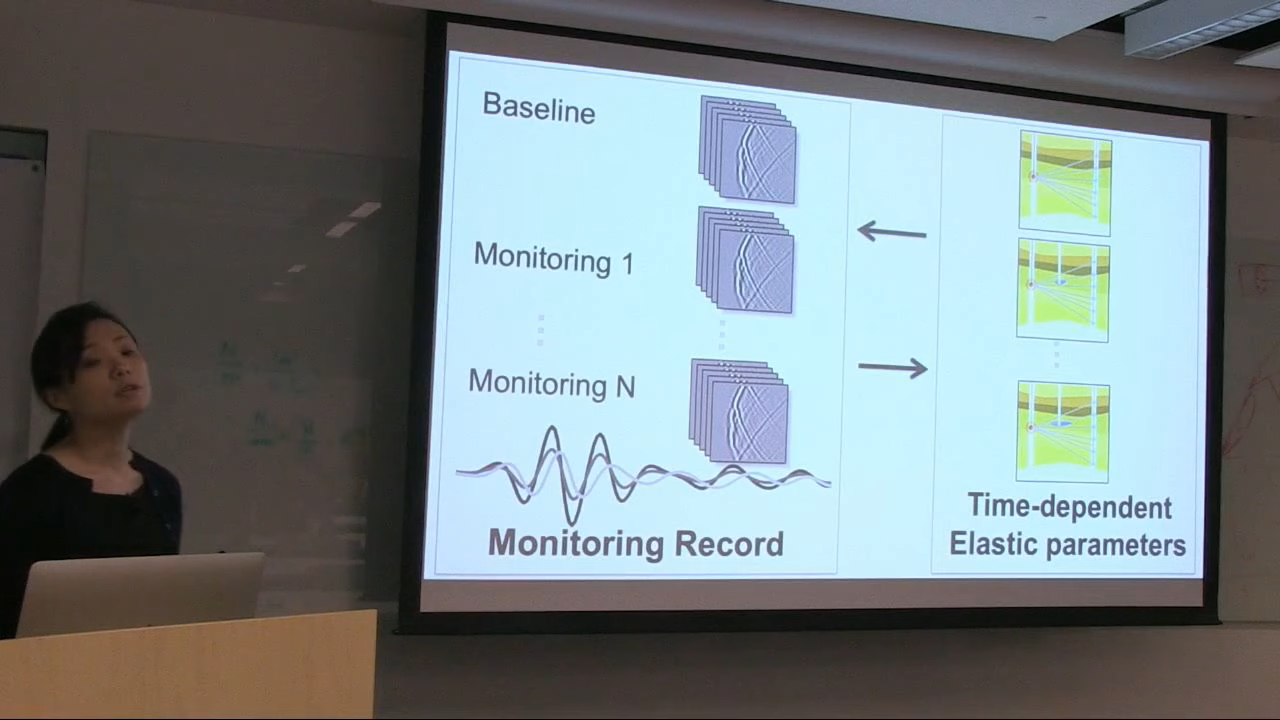 Baseline
Monitoring 1
Monitoring N
Monitoring Record
Time-dependent
Elastic parameters